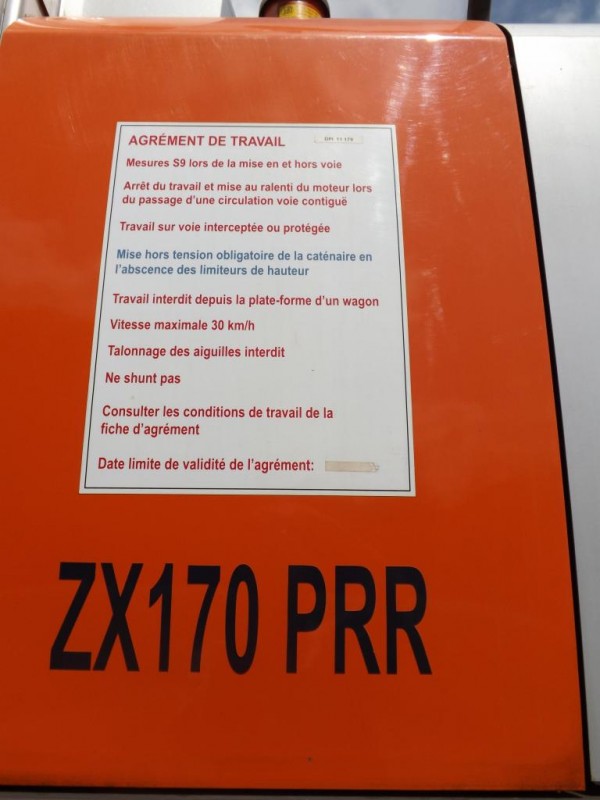 AGRÉMENT DE TRAVAIL
Mesures S9 lors de la mise en et hors voie
Arrêt du travail et mise au ralenti du moteur lors
du passage d'une circulation voie contiguë
Travail sur voie interceptée ou protégée
Mise hors tension obligatoire de la caténaire en
l'abscence des limiteurs de hauteur
Travail interdit depuis la plate-forme d'un wagon
Vitesse maximale 30 km/h
Talonnage des aiguilles interdit
Ne shunt pas
Consulter les conditions de travail de la
fiche d'agrément
Date limite de validité de l'agrément:
ZX170 PRR